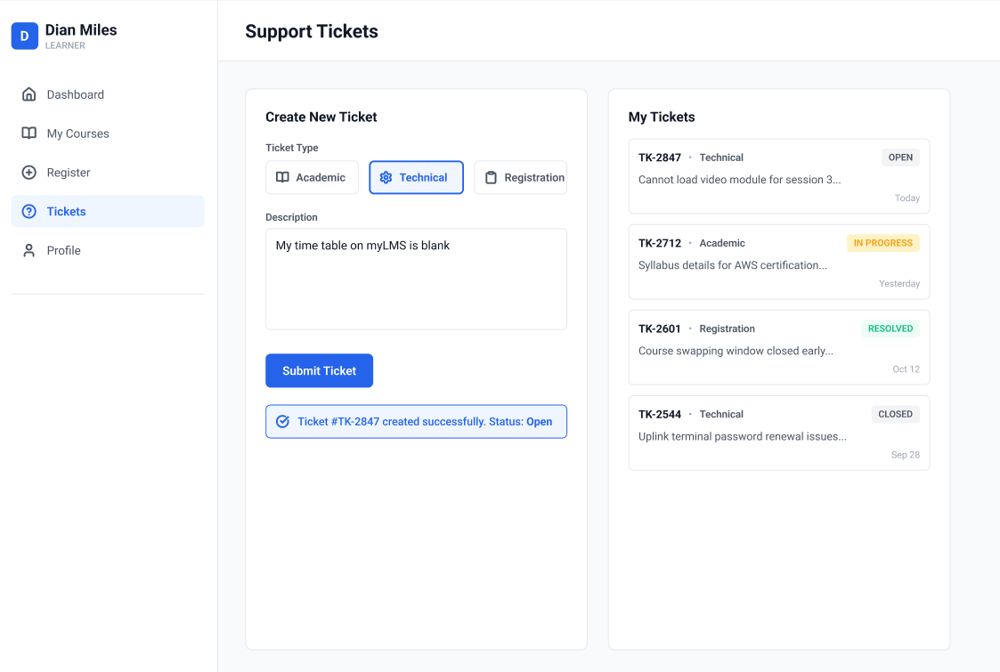 D
Dian Miles
LEARNER
Dashboard
My Courses
Register
Tickets
Profile
Support Tickets
Create New Ticket
Ticket Type
Academic
Technical
Registration
Description
My time table on myLMS is blank
Submit Ticket
Ticket #TK-2847 created successfully. Status: Open
My Tickets
TK-2847 · Technical OPEN
Cannot load video module for session 3...
Today
TK-2712 · Academic IN PROGRESS
Syllabus details for AWS certification...
Yesterday
TK-2601 · Registration RESOLVED
Course swapping window closed early...
Oct 12
TK-2544 · Technical CLOSED
Uplink terminal password renewal issues...
Sep 28